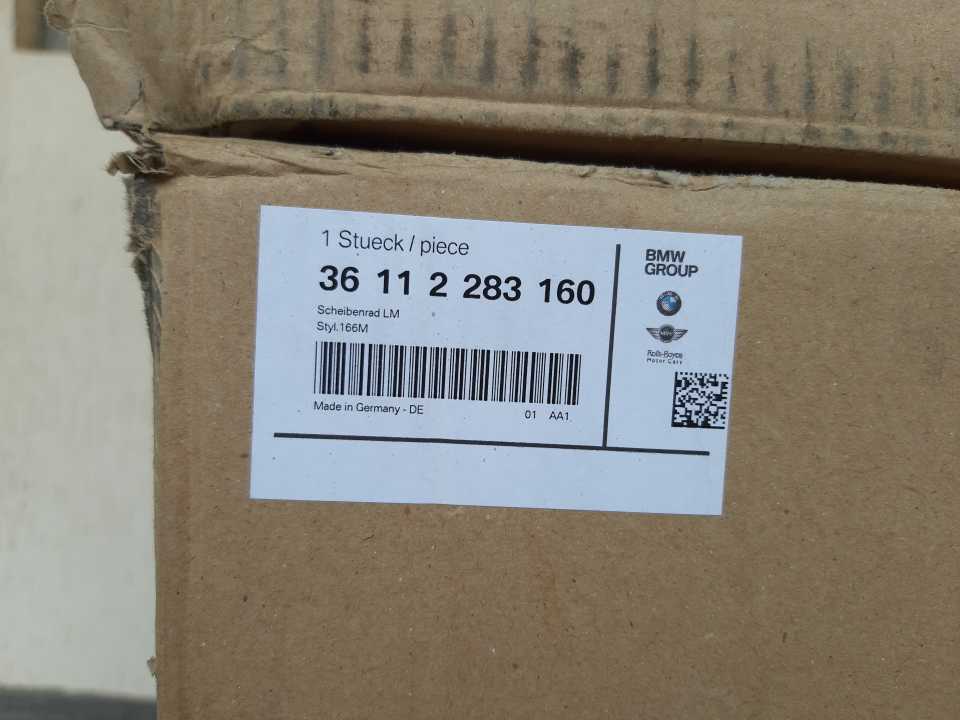 1 Stueck / piece
36 11 2 283 160
Scheibenrad LM
Styl.166M
Made in Germany - DE
01 AA1
BMW
GROUP
Rolls-Royce
Motor Cars